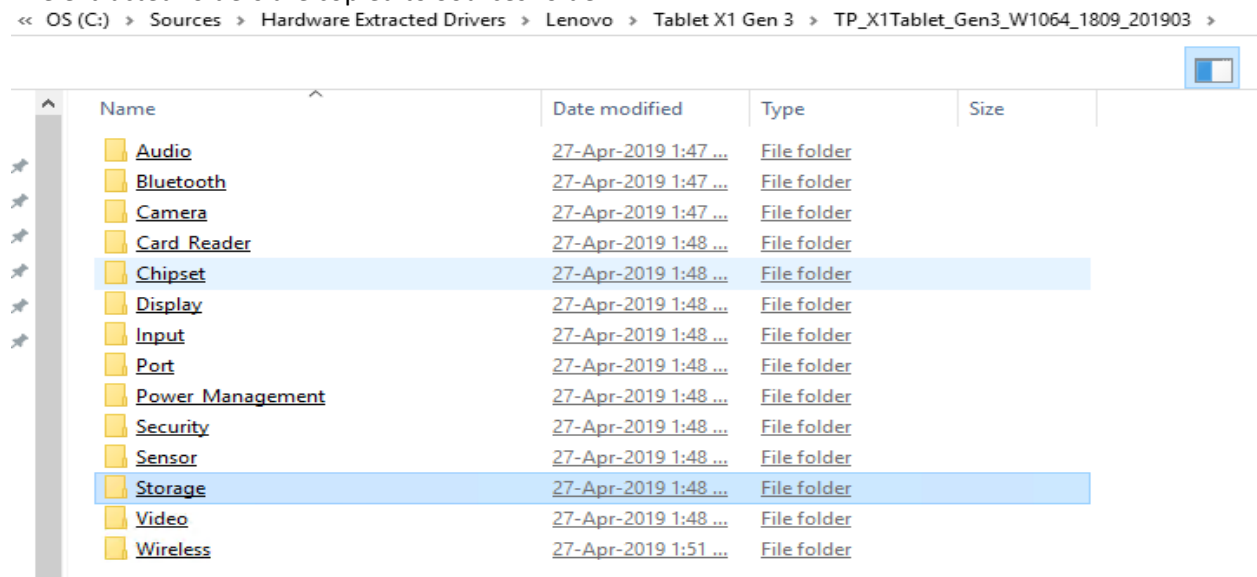 « OS (C:) > Sources > Hardware Extracted Drivers > Lenovo > Tablet X1 Gen 3 > TP_X1Tablet_Gen3_W1064_1809_201903 >
Name Date modified Type Size
Audio 27-Apr-2019 1:47 ... File folder
Bluetooth 27-Apr-2019 1:47 ... File folder
Camera 27-Apr-2019 1:47 ... File folder
Card_Reader 27-Apr-2019 1:48 ... File folder
Chipset 27-Apr-2019 1:48 ... File folder
Display 27-Apr-2019 1:48 ... File folder
Input 27-Apr-2019 1:48 ... File folder
Port 27-Apr-2019 1:48 ... File folder
Power_Management 27-Apr-2019 1:48 ... File folder
Security 27-Apr-2019 1:48 ... File folder
Sensor 27-Apr-2019 1:48 ... File folder
Storage 27-Apr-2019 1:48 ... File folder
Video 27-Apr-2019 1:48 ... File folder
Wireless 27-Apr-2019 1:51 ... File folder